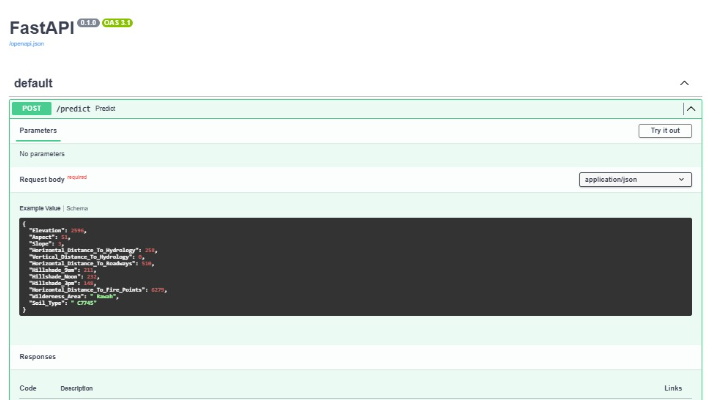 FastAPI 0.1.0 OAS 3.1
/openapi.json
default
POST /predict Predict
Parameters
Try it out
No parameters
Request body required
application/json
Example Value | Schema
{
"Elevation": 2596,
"Aspect": 51,
"Slope": 3,
"Horizontal_Distance_To_Hydrology": 258,
"Vertical_Distance_To_Hydrology": 0,
"Horizontal_Distance_To_Roadways": 510,
"Hillshade_9am": 221,
"Hillshade_Noon": 232,
"Hillshade_3pm": 148,
"Horizontal_Distance_To_Fire_Points": 6279,
"Wilderness_Area": " Rawah",
"Soil_Type": " C7745"
}
Responses
Code Description Links